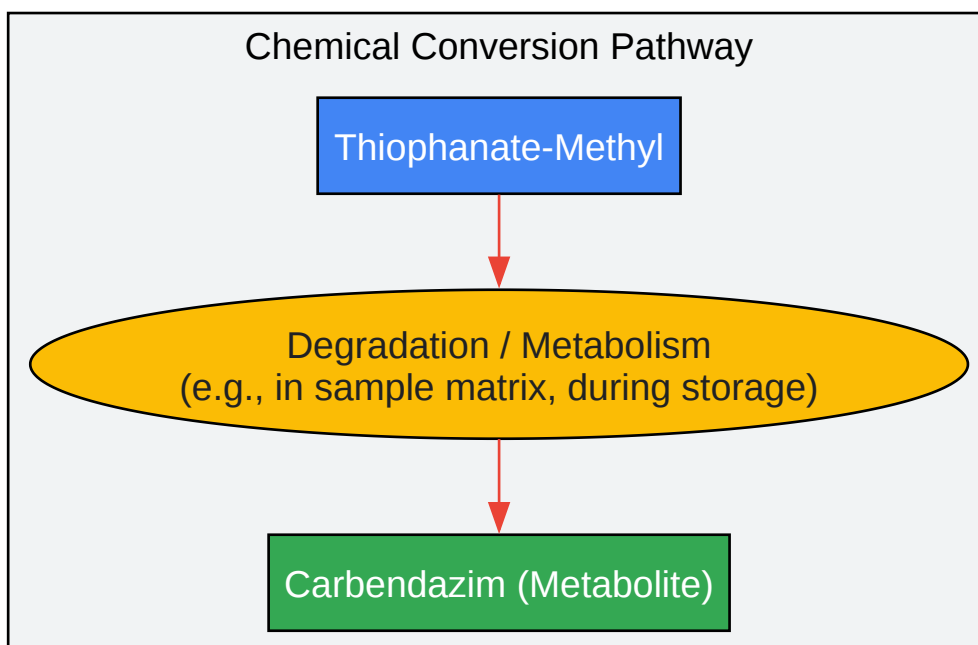 Chemical Conversion Pathway
Thiophanate-Methyl
Degradation / Metabolism
(e.g., in sample matrix, during storage)
Carbendazim (Metabolite)